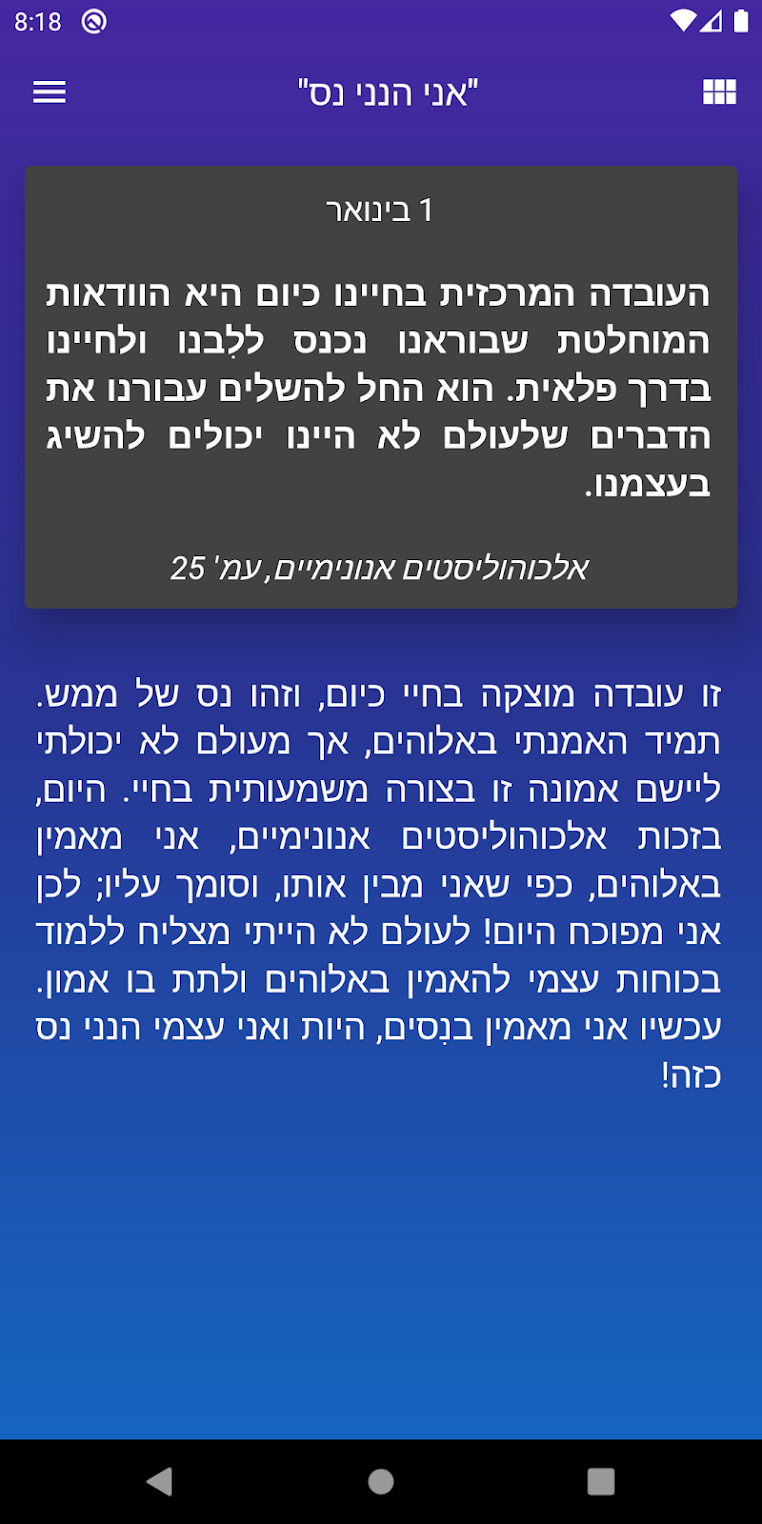 8:18
"אני הנני נס"
1 בינואר
העובדה המרכזית בחיינו כיום היא הוודאות
המוחלטת שבוראנו נכנס ללִבנו ולחיינו
בדרך פלאית. הוא החל להשלים עבורנו את
הדברים שלעולם לא היינו יכולים להשיג
בעצמנו.
אלכוהוליסטים אנונימיים, עמ' 25
זו עובדה מוצקה בחיי כיום, וזהו נס של ממש.
תמיד האמנתי באלוהים, אך מעולם לא יכולתי
ליישם אמונה זו בצורה משמעותית בחיי. היום,
בזכות אלכוהוליסטים אנונימיים, אני מאמין
באלוהים, כפי שאני מבין אותו, וסומך עליו; לכן
אני מפוכח היום! לעולם לא הייתי מצליח ללמוד
בכוחות עצמי להאמין באלוהים ולתת בו אמון.
עכשיו אני מאמין בנִסים, היות ואני עצמי הנני נס
כזה!